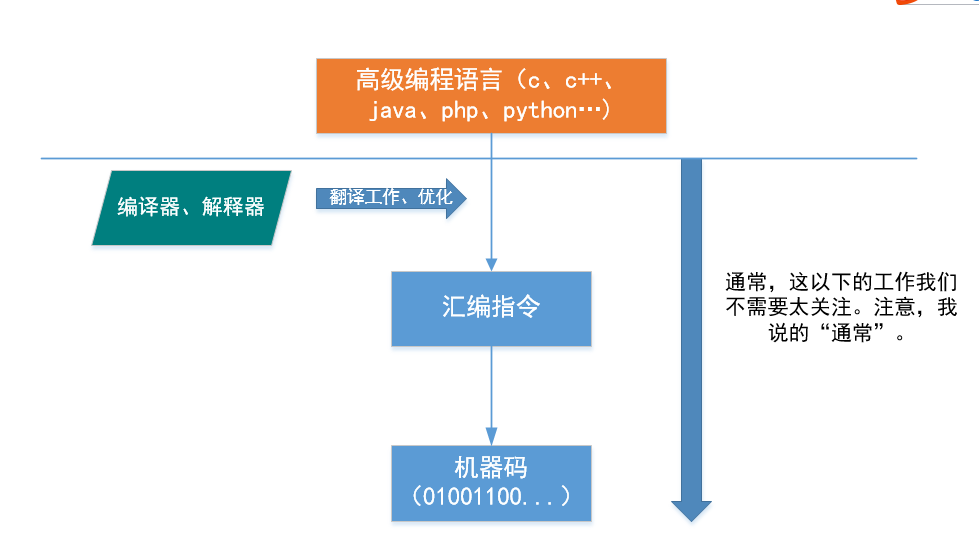 高级编程语言（c、c++、
java、php、python…）
编译器、解释器
翻译工作、优化
汇编指令
通常，这以下的工作我们
不需要太关注。注意，我
说的“通常”。
机器码
（01001100...）